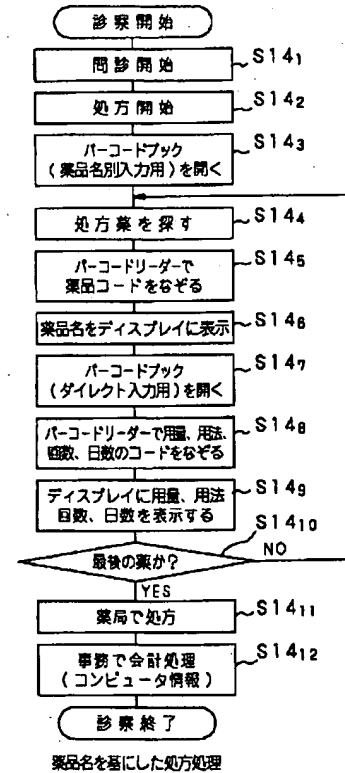 診察開始
問診開始
S14₁
処方開始
S14₂
バーコードブック
(薬品名別入力用)を開く
S14₃
処方薬を探す
S14₄
バーコードリーダーで
薬品コードをなぞる
S14₅
薬品名をディスプレイに表示
S14₆
バーコードブック
(ダイレクト入力用)を開く
S14₇
バーコードリーダーで用量、用法、
回数、日数のコードをなぞる
S14₈
ディスプレイに用量、用法
回数、日数を表示する
S14₉
最後の薬か?
S14₁₀
NO
YES
薬局で処方
S14₁₁
事務で会計処理
(コンピュータ情報)
S14₁₂
診察終了
薬品名を基にした処方処理